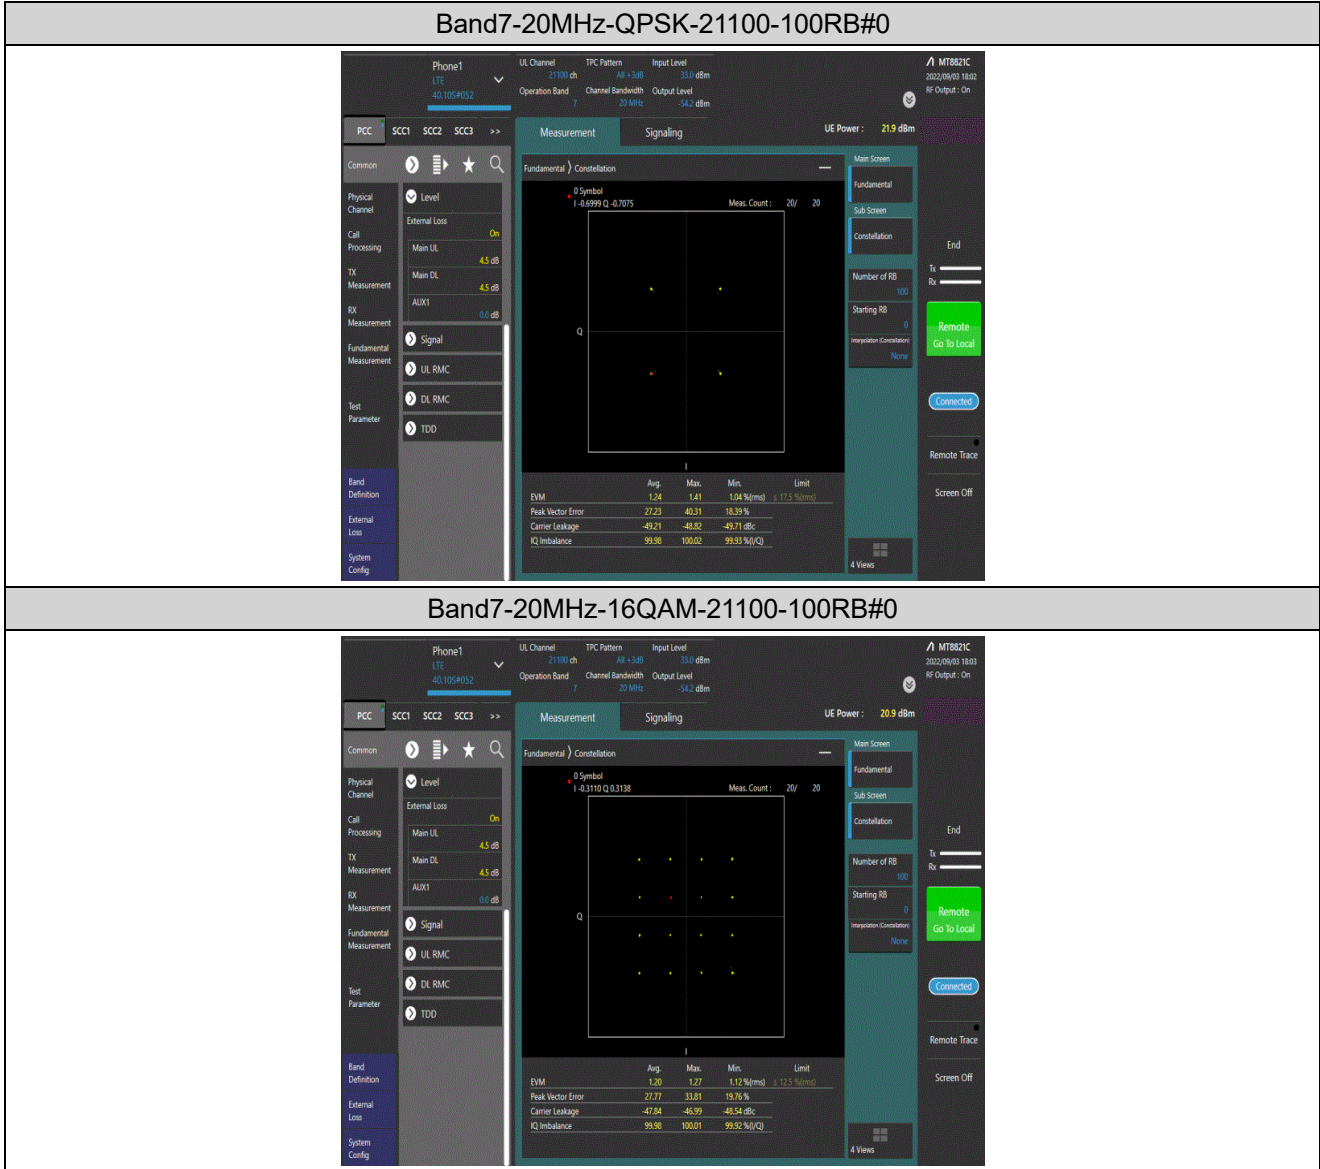 Band7-20MHz-QPSK-21100-100RB#0
Phone1
LTE
40.10S#052
UL Channel TPC Pattern Input Level
21100 ch All +3dB 33.0 dBm
Operation Band Channel Bandwidth Output Level
7 20 MHz -54.2 dBm
MT8821C
2022/09/03 18:02
RF Output : On
PCC SCC1 SCC2 SCC3 >>
Measurement Signaling
UE Power : 21.9 dBm
Common
Physical
Channel
Call
Processing
TX
Measurement
RX
Measurement
Fundamental
Measurement
Test
Parameter
Band
Definition
External
Loss
System
Config
Level
External Loss
On
Main UL
4.5 dB
Main DL
4.5 dB
AUX1
0.0 dB
Signal
UL RMC
DL RMC
TDD
Fundamental Constellation
0 Symbol
I -0.6999 Q -0.7075 Meas. Count : 20/ 20
Q
I
Avg. Max. Min. Limit
EVM 1.24 1.41 1.04 %(rms) ≤ 17.5 %(rms)
Peak Vector Error 27.23 40.31 18.39 %
Carrier Leakage -49.21 -48.82 -49.71 dBc
IQ Imbalance 99.98 100.02 99.93 %(I/Q)
Main Screen
Fundamental
Sub Screen
Constellation
Number of RB
100
Starting RB
0
Interpolation (Constellation)
None
4 Views
End
Tx
Rx
Remote
Go To Local
Connected
Remote Trace
Screen Off
Band7-20MHz-16QAM-21100-100RB#0
Phone1
LTE
40.10S#052
UL Channel TPC Pattern Input Level
21100 ch All +3dB 33.0 dBm
Operation Band Channel Bandwidth Output Level
7 20 MHz -54.2 dBm
MT8821C
2022/09/03 18:03
RF Output : On
PCC SCC1 SCC2 SCC3 >>
Measurement Signaling
UE Power : 20.9 dBm
Common
Physical
Channel
Call
Processing
TX
Measurement
RX
Measurement
Fundamental
Measurement
Test
Parameter
Band
Definition
External
Loss
System
Config
Level
External Loss
On
Main UL
4.5 dB
Main DL
4.5 dB
AUX1
0.0 dB
Signal
UL RMC
DL RMC
TDD
Fundamental Constellation
0 Symbol
I -0.3110 Q 0.3138 Meas. Count : 20/ 20
Q
I
Avg. Max. Min. Limit
EVM 1.20 1.27 1.12 %(rms) ≤ 12.5 %(rms)
Peak Vector Error 27.77 33.81 19.76 %
Carrier Leakage -47.84 -46.99 -48.54 dBc
IQ Imbalance 99.98 100.01 99.92 %(I/Q)
Main Screen
Fundamental
Sub Screen
Constellation
Number of RB
100
Starting RB
0
Interpolation (Constellation)
None
4 Views
End
Tx
Rx
Remote
Go To Local
Connected
Remote Trace
Screen Off